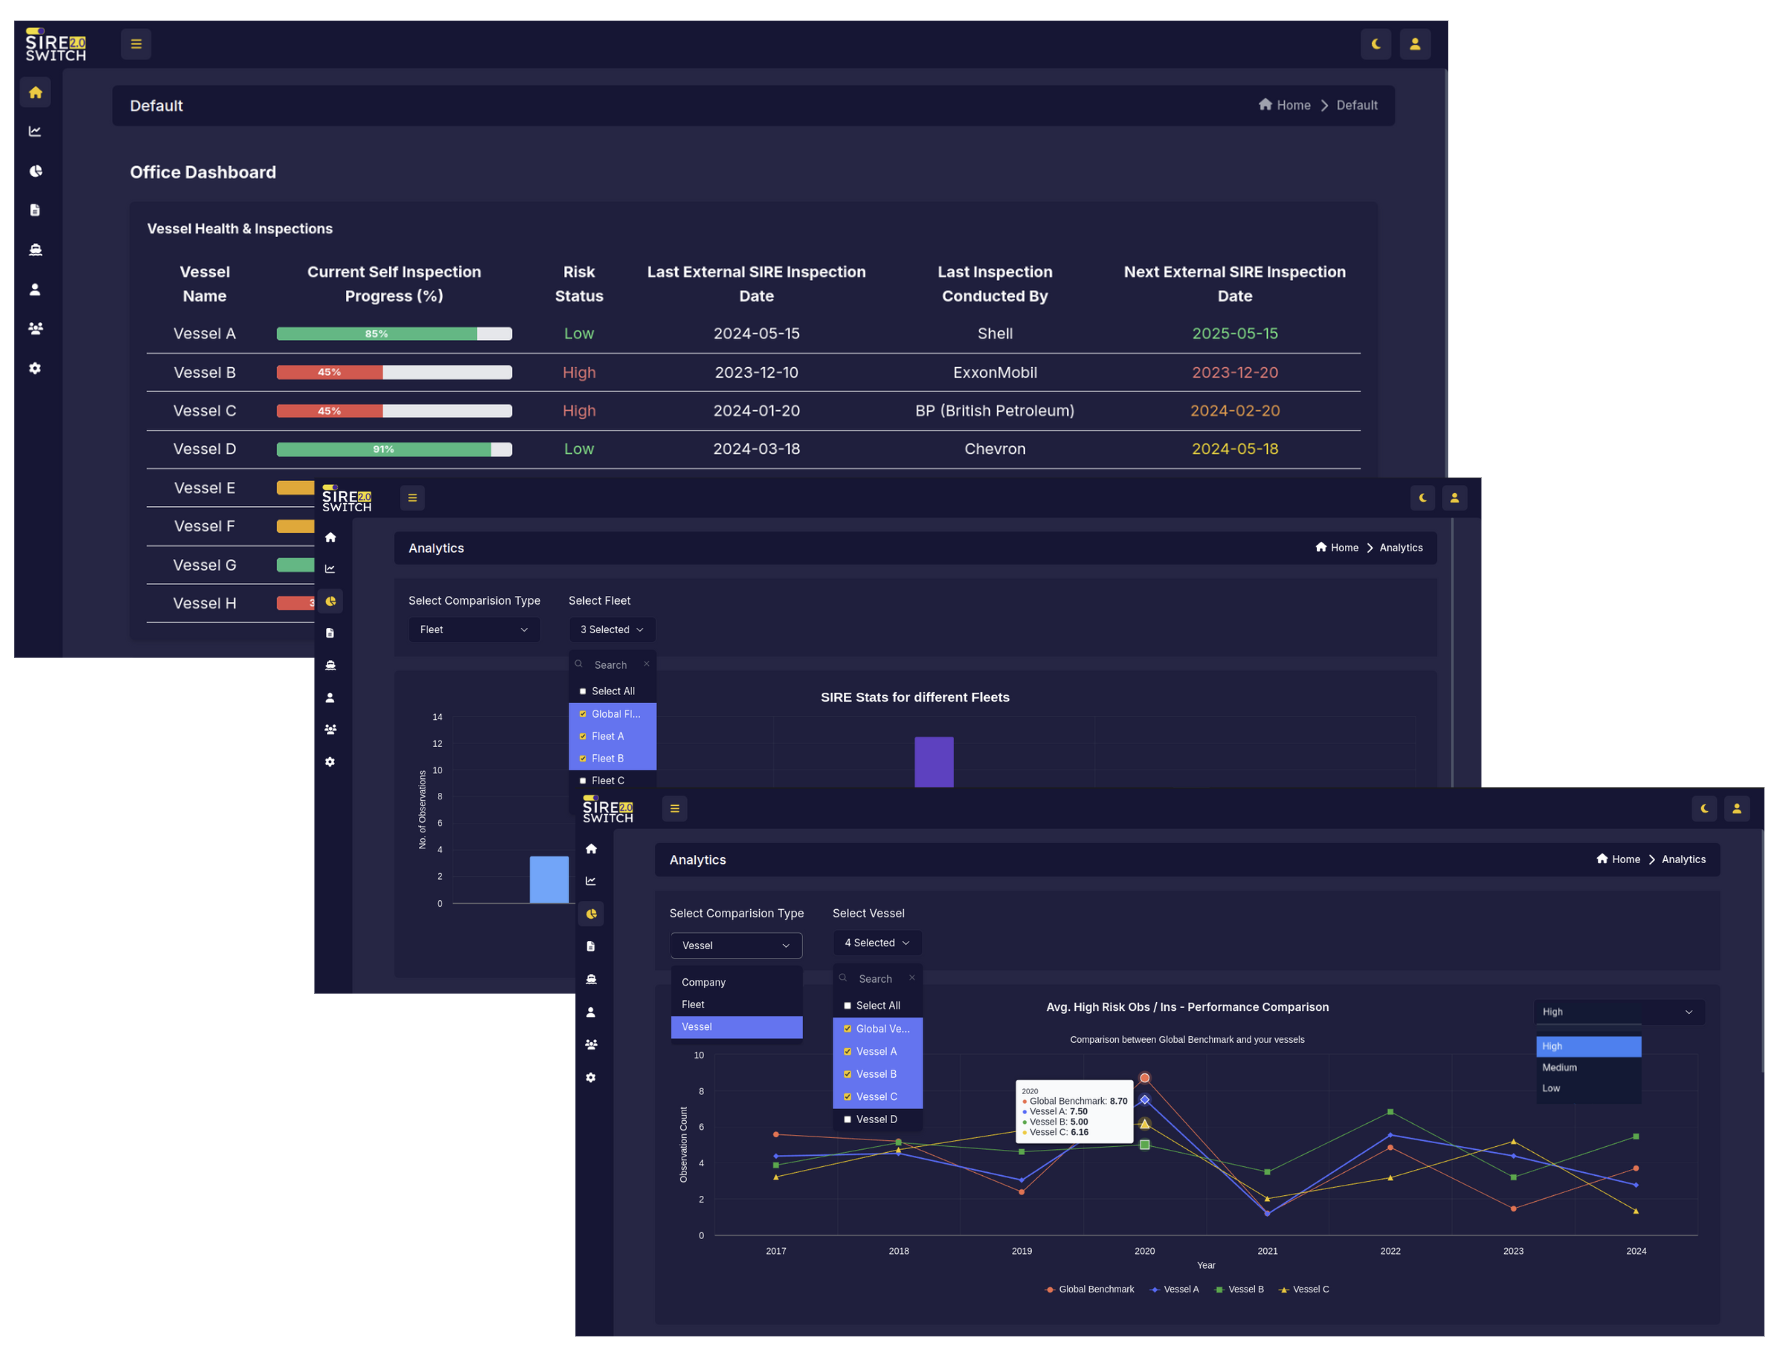 SIRE 2.0
SWITCH
Default
Home > Default
Office Dashboard
Vessel Health & Inspections
Vessel Name Current Self Inspection Progress (%) Risk Status Last External SIRE Inspection Date Last Inspection Conducted By Next External SIRE Inspection Date
Vessel A 85% Low 2024-05-15 Shell 2025-05-15
Vessel B 45% High 2023-12-10 ExxonMobil 2023-12-20
Vessel C 45% High 2024-01-20 BP (British Petroleum) 2024-02-20
Vessel D 91% Low 2024-03-18 Chevron 2024-05-18
Vessel E
Vessel F
Vessel G
Vessel H
SIRE 2.0
SWITCH
Analytics
Home > Analytics
Select Comparision Type
Fleet
Select Fleet
3 Selected
Search
Select All
Global Fl...
Fleet A
Fleet B
Fleet C
SIRE Stats for different Fleets
No. of Observations
14
12
10
8
6
4
2
0
SIRE 2.0
SWITCH
Analytics
Home > Analytics
Select Comparision Type
Vessel
Company
Fleet
Vessel
Select Vessel
4 Selected
Search
Select All
Global Ve...
Vessel A
Vessel B
Vessel C
Vessel D
Avg. High Risk Obs / Ins - Performance Comparison
Comparison between Global Benchmark and your vessels
High
High
Medium
Low
Observation Count
10
8
6
4
2
0
2020
Global Benchmark: 8.70
Vessel A: 7.50
Vessel B: 5.00
Vessel C: 6.16
2017 2018 2019 2020 2021 2022 2023 2024
Year
Global Benchmark Vessel A Vessel B Vessel C